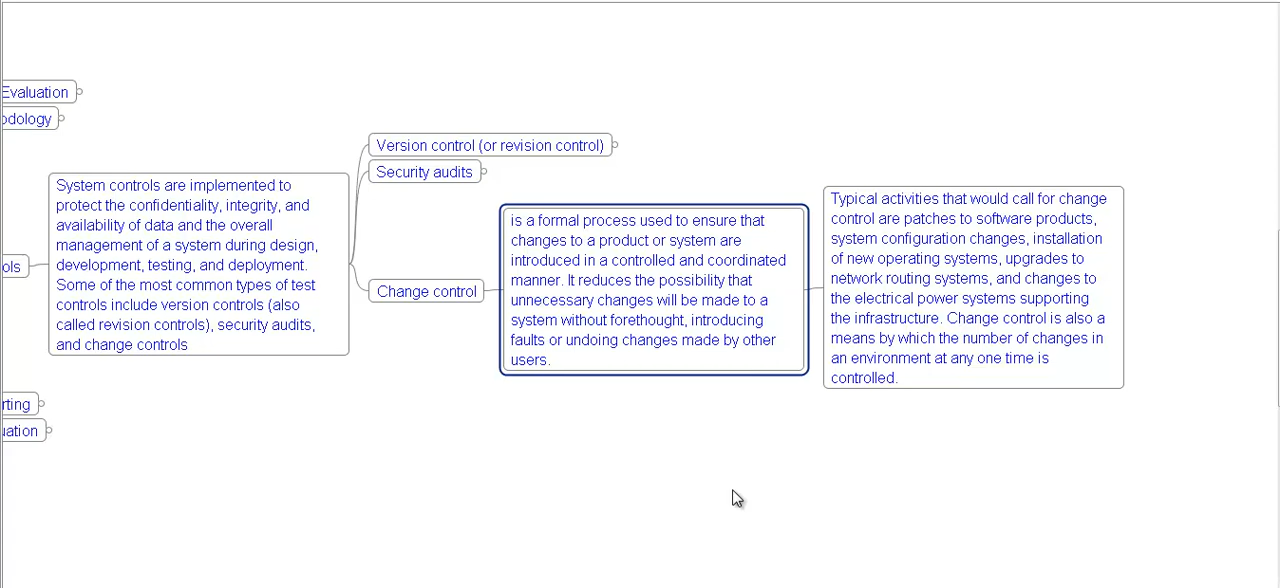 Evaluation
odology
ols
rting
uation
System controls are implemented to
protect the confidentiality, integrity, and
availability of data and the overall
management of a system during design,
development, testing, and deployment.
Some of the most common types of test
controls include version controls (also
called revision controls), security audits,
and change controls
Version control (or revision control)
Security audits
Change control
is a formal process used to ensure that
changes to a product or system are
introduced in a controlled and coordinated
manner. It reduces the possibility that
unnecessary changes will be made to a
system without forethought, introducing
faults or undoing changes made by other
users.
Typical activities that would call for change
control are patches to software products,
system configuration changes, installation
of new operating systems, upgrades to
network routing systems, and changes to
the electrical power systems supporting
the infrastructure. Change control is also a
means by which the number of changes in
an environment at any one time is
controlled.